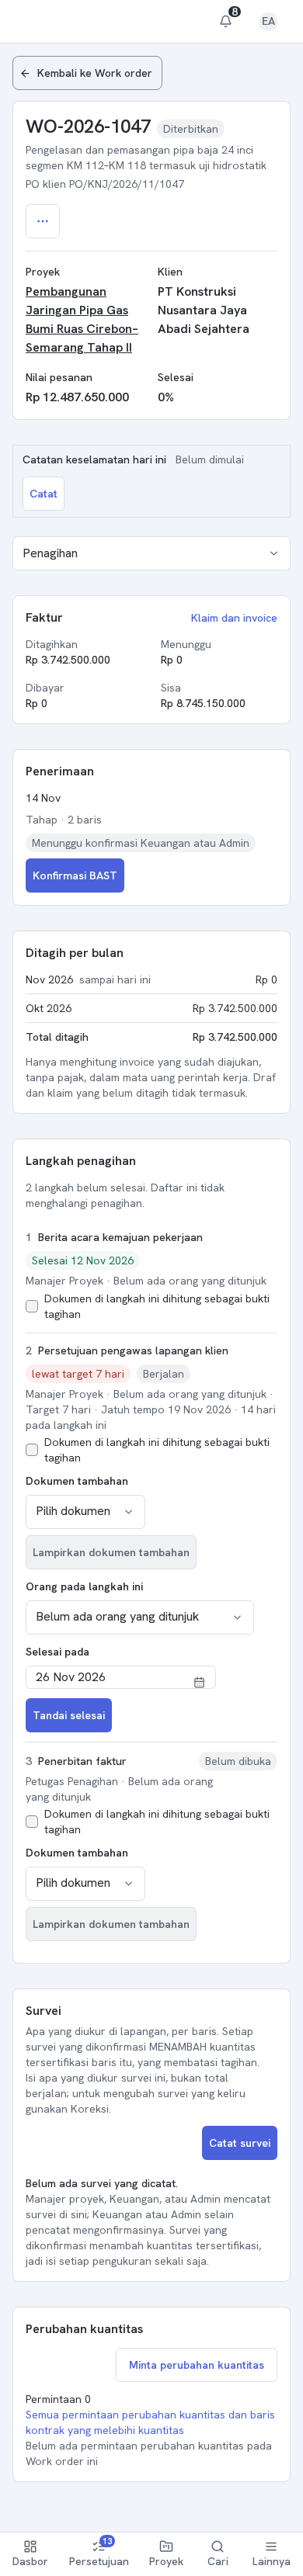 8
EA
Kembali ke Work order
WO-2026-1047 Diterbitkan
Pengelasan dan pemasangan pipa baja 24 inci
segmen KM 112–KM 118 termasuk uji hidrostatik
PO klien PO/KNJ/2026/11/1047
...
Proyek
Pembangunan
Jaringan Pipa Gas
Bumi Ruas Cirebon–
Semarang Tahap II
Klien
PT Konstruksi
Nusantara Jaya
Abadi Sejahtera
Nilai pesanan
Rp 12.487.650.000
Selesai
0%
Catatan keselamatan hari ini Belum dimulai
Catat
Penagihan
Faktur
Klaim dan invoice
Ditagihkan
Rp 3.742.500.000
Menunggu
Rp 0
Dibayar
Rp 0
Sisa
Rp 8.745.150.000
Penerimaan
14 Nov
Tahap · 2 baris
Menunggu konfirmasi Keuangan atau Admin
Konfirmasi BAST
Ditagih per bulan
Nov 2026 sampai hari ini Rp 0
Okt 2026 Rp 3.742.500.000
Total ditagih Rp 3.742.500.000
Hanya menghitung invoice yang sudah diajukan,
tanpa pajak, dalam mata uang perintah kerja. Draf
dan klaim yang belum ditagih tidak termasuk.
Langkah penagihan
2 langkah belum selesai. Daftar ini tidak
menghalangi penagihan.
1 Berita acara kemajuan pekerjaan
Selesai 12 Nov 2026
Manajer Proyek · Belum ada orang yang ditunjuk
Dokumen di langkah ini dihitung sebagai bukti
tagihan
2 Persetujuan pengawas lapangan klien
lewat target 7 hari Berjalan
Manajer Proyek · Belum ada orang yang ditunjuk ·
Target 7 hari · Jatuh tempo 19 Nov 2026 · 14 hari
pada langkah ini
Dokumen di langkah ini dihitung sebagai bukti
tagihan
Dokumen tambahan
Pilih dokumen
Lampirkan dokumen tambahan
Orang pada langkah ini
Belum ada orang yang ditunjuk
Selesai pada
26 Nov 2026
Tandai selesai
3 Penerbitan faktur Belum dibuka
Petugas Penagihan · Belum ada orang
yang ditunjuk
Dokumen di langkah ini dihitung sebagai bukti
tagihan
Dokumen tambahan
Pilih dokumen
Lampirkan dokumen tambahan
Survei
Apa yang diukur di lapangan, per baris. Setiap
survei yang dikonfirmasi MENAMBAH kuantitas
tersertifikasi baris itu, yang membatasi tagihan.
Isi apa yang diukur survei ini, bukan total
berjalan; untuk mengubah survei yang keliru
gunakan Koreksi.
Catat survei
Belum ada survei yang dicatat.
Manajer proyek, Keuangan, atau Admin mencatat
survei di sini; Keuangan atau Admin selain
pencatat mengonfirmasinya. Survei yang
dikonfirmasi menambah kuantitas tersertifikasi,
jadi isi setiap pengukuran sekali saja.
Perubahan kuantitas
Minta perubahan kuantitas
Permintaan 0
Semua permintaan perubahan kuantitas dan baris
kontrak yang melebihi kuantitas
Belum ada permintaan perubahan kuantitas pada
Work order ini
13
Dasbor Persetujuan Proyek Cari Lainnya